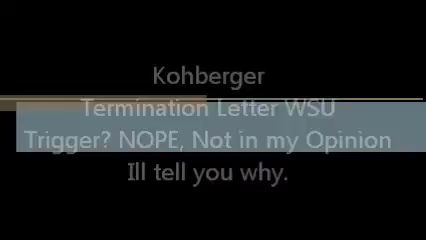 Kohberger
Termination Letter WSU
Trigger? NOPE, Not in my Opinion
Ill tell you why.